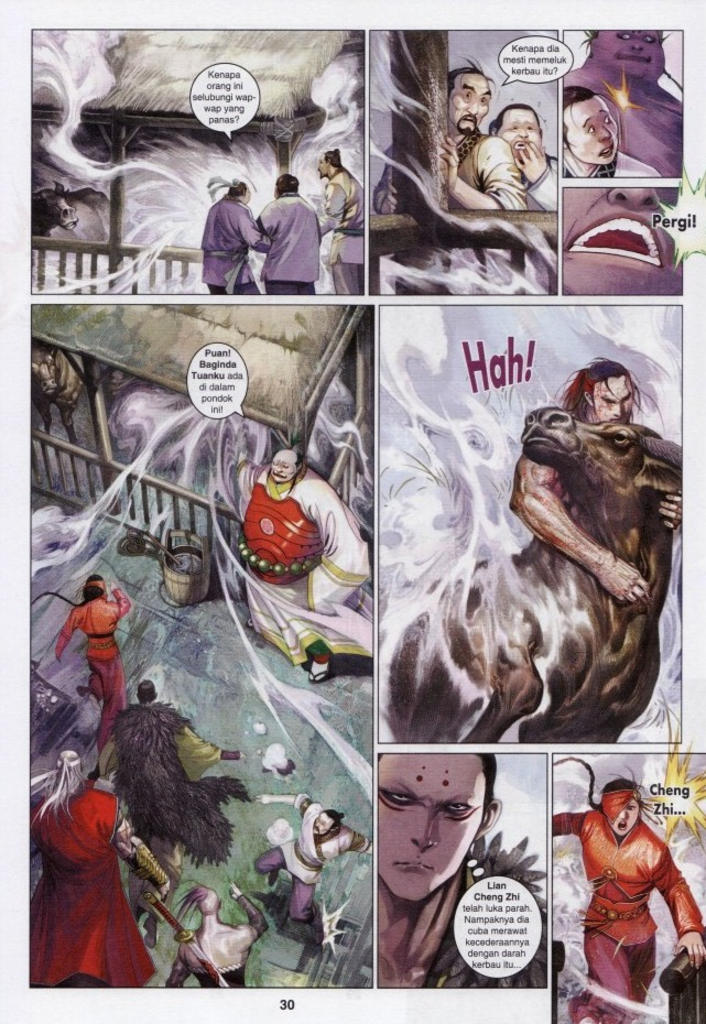 Kenapa
orang ini
selubungi wap-
wap yang
panas?
Kenapa dia
mesti memeluk
kerbau itu?
Pergi!
Puan!
Baginda
Tuanku ada
di dalam
pondok
ini!
Hah!
Lian
Cheng Zhi
telah luka parah.
Nampaknya dia
cuba merawat
kecederaannya
dengan darah
kerbau itu...
Cheng
Zhi...
30